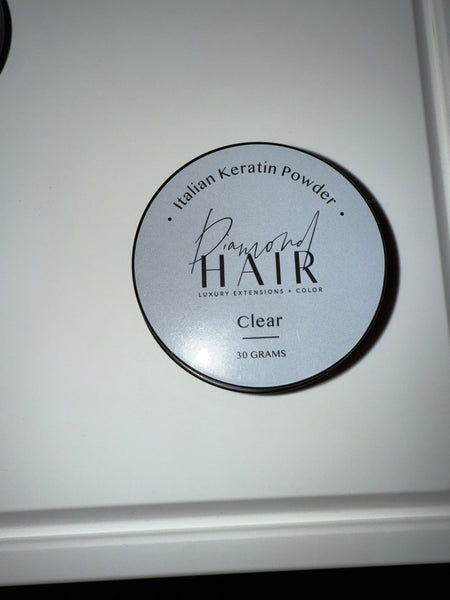 • Italian Keratin Powder •
Diamond
HAIR
LUXURY EXTENSIONS + COLOR
Clear
30 GRAMS